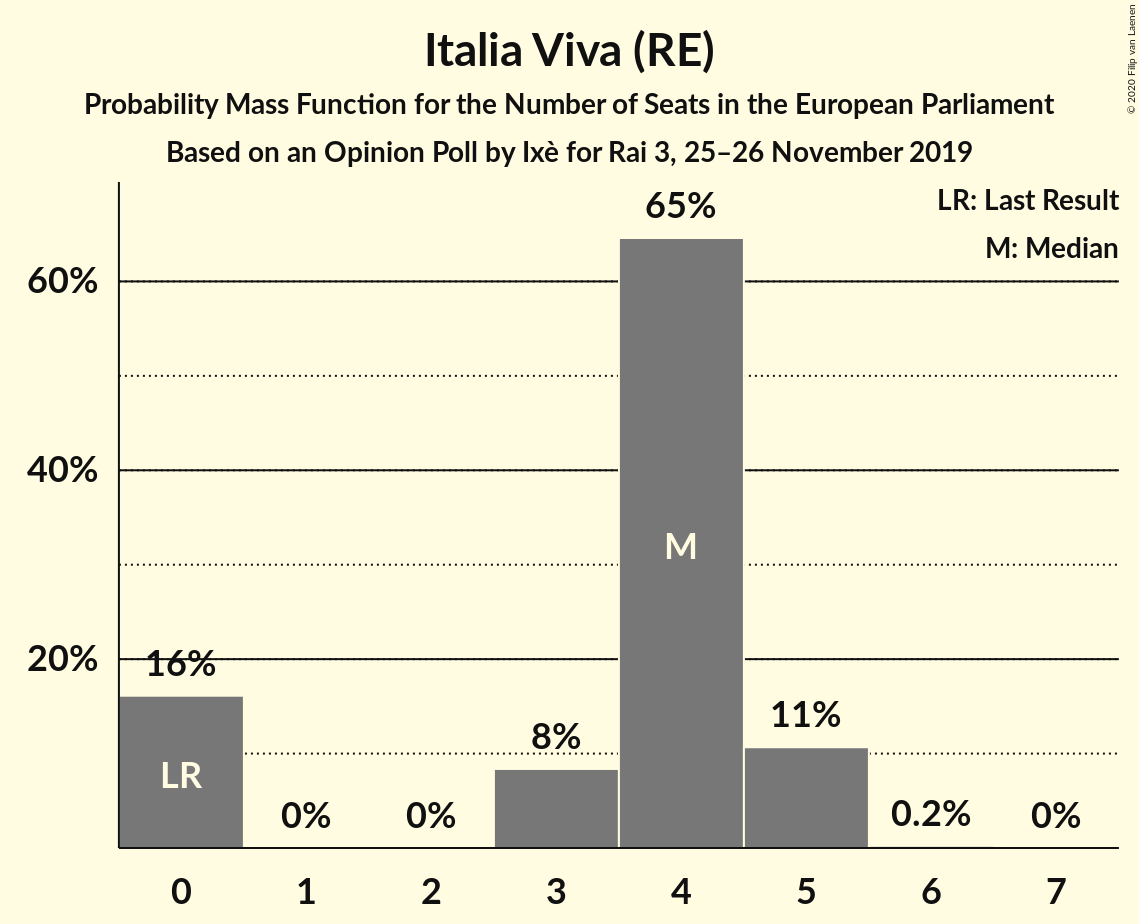 Italia Viva (RE)
Probability Mass Function for the Number of Seats in the European Parliament
Based on an Opinion Poll by Ixè for Rai 3, 25–26 November 2019
© 2020 Filip van Laenen
LR: Last Result
M: Median
65%
60%
40%
M
20%
16%
11%
8%
LR
0%
0%
0.2%
0%
0 1 2 3 4 5 6 7